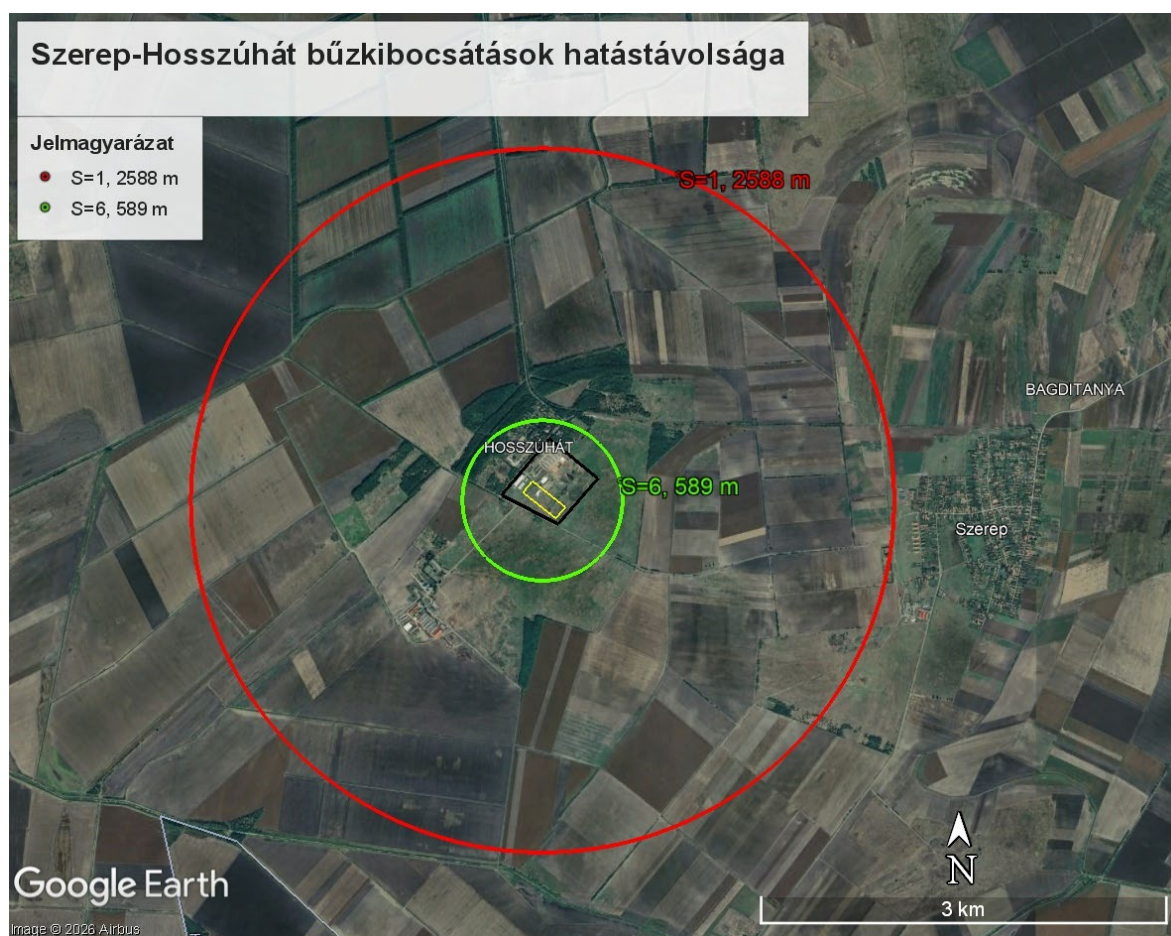 Szerep-Hosszúhát bűzkibocsátások hatástávolsága
Jelmagyarázat
S=1, 2588 m
S=6, 589 m
S=1, 2588 m
BAGDITANYA
HOSSZÚHÁT
S=6, 589 m
Szerep
N
Google Earth
3 km
Image © 2026 Airbus